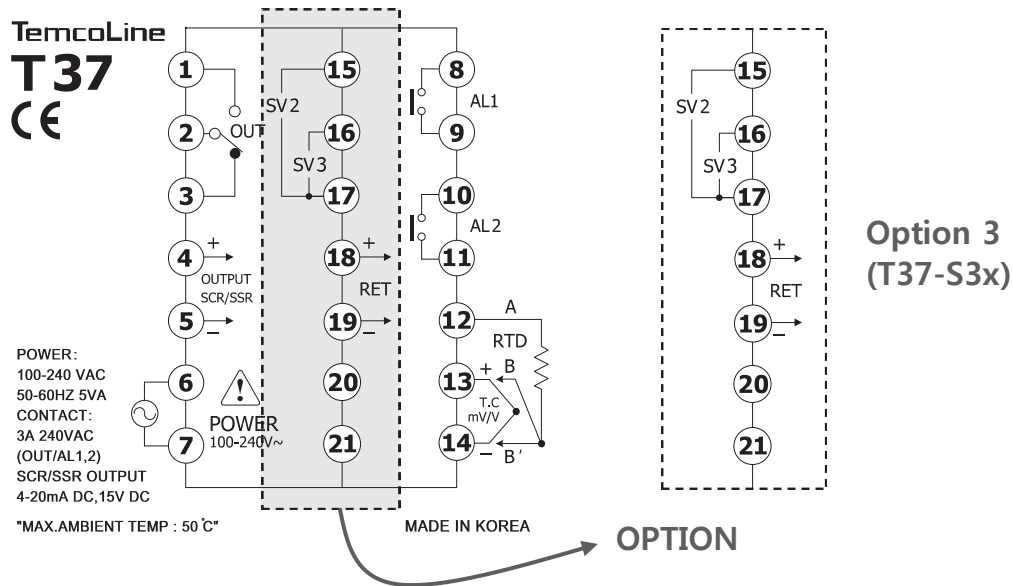 TemcoLine
T37
CE
1
2
3
4
5
6
7
OUT
+
OUTPUT
SCR/SSR
−
POWER
100-240V~
POWER:
100-240 VAC
50-60HZ 5VA
CONTACT:
3A 240VAC
(OUT/AL1,2)
SCR/SSR OUTPUT
4-20mA DC,15V DC
"MAX.AMBIENT TEMP : 50℃"
15
SV2
16
SV3
17
18
+
RET
19
−
20
21
8
AL1
9
10
AL2
11
12
A
RTD
13
+
B
T.C
mV/V
14
−
B'
MADE IN KOREA
OPTION
15
SV2
16
SV3
17
18
+
RET
19
−
20
21
Option 3
(T37-S3x)